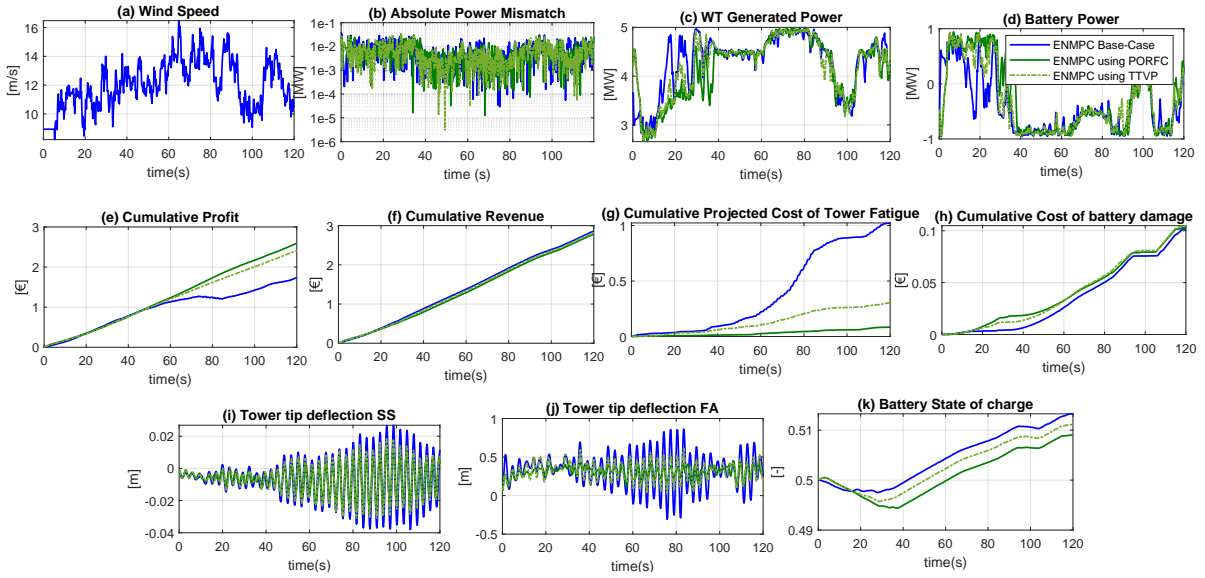 (a) Wind Speed
[m/s]
16
14
12
10
0 20 40 60 80 100 120
time(s)
(b) Absolute Power Mismatch
[MW]
1e-1
1e-2
1e-3
1e-4
1e-5
1e-6
0 20 40 60 80 100 120
time (s)
(c) WT Generated Power
[MW]
5
4
3
0 20 40 60 80 100 120
time(s)
(d) Battery Power
[MW]
1
0
-1
ENMPC Base-Case
ENMPC using PORFC
ENMPC using TTVP
0 20 40 60 80 100 120
time(s)
(e) Cumulative Profit
[€]
3
2
1
0
0 20 40 60 80 100 120
time(s)
(f) Cumulative Revenue
[€]
3
2
1
0
0 20 40 60 80 100 120
time(s)
(g) Cumulative Projected Cost of Tower Fatigue
[€]
1
0.5
0
0 20 40 60 80 100 120
time(s)
(h) Cumulative Cost of battery damage
[€]
0.1
0.05
0
0 20 40 60 80 100 120
time(s)
(i) Tower tip deflection SS
[m]
0.02
0
-0.02
-0.04
0 20 40 60 80 100 120
time(s)
(j) Tower tip deflection FA
[m]
1
0.5
0
-0.5
0 20 40 60 80 100 120
time(s)
(k) Battery State of charge
[-]
0.51
0.5
0.49
0 20 40 60 80 100 120
time(s)